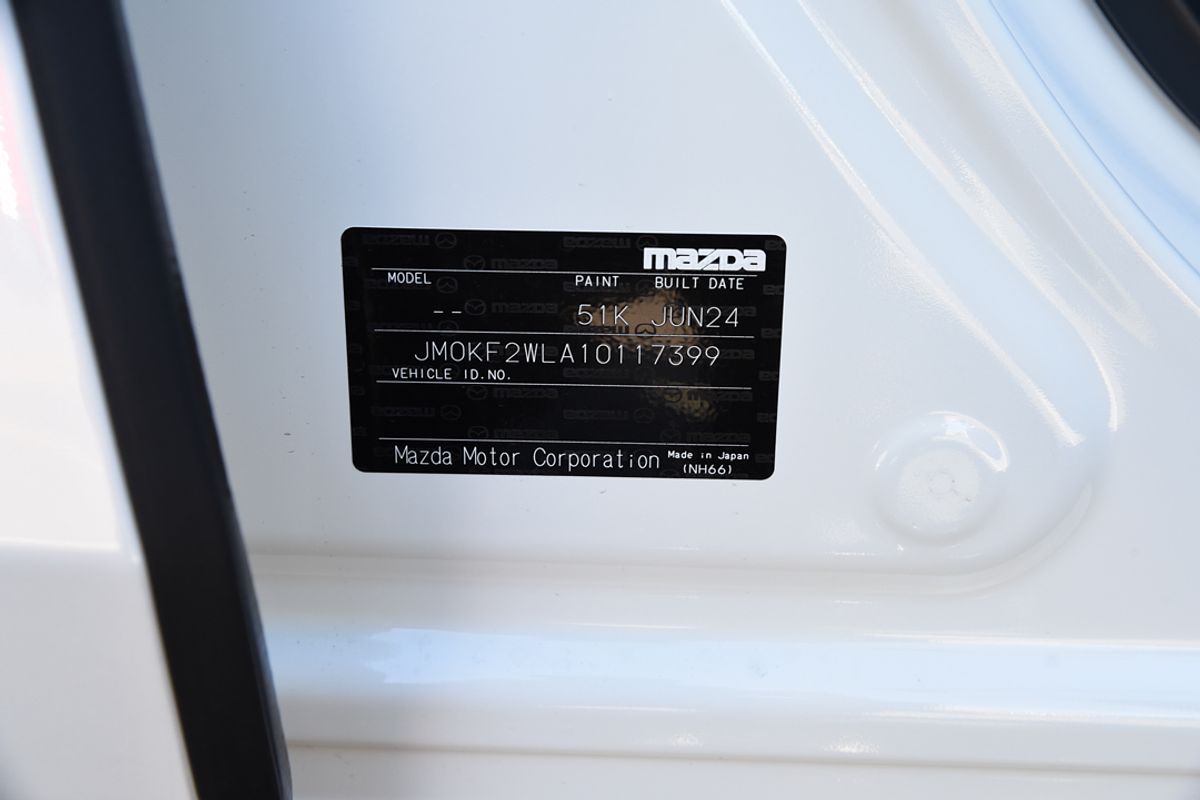 mazda
MODEL PAINT BUILT DATE
-- 51K JUN24
JM0KF2WLA10117399
VEHICLE ID.NO.
Mazda Motor Corporation Made in Japan
(NH66)